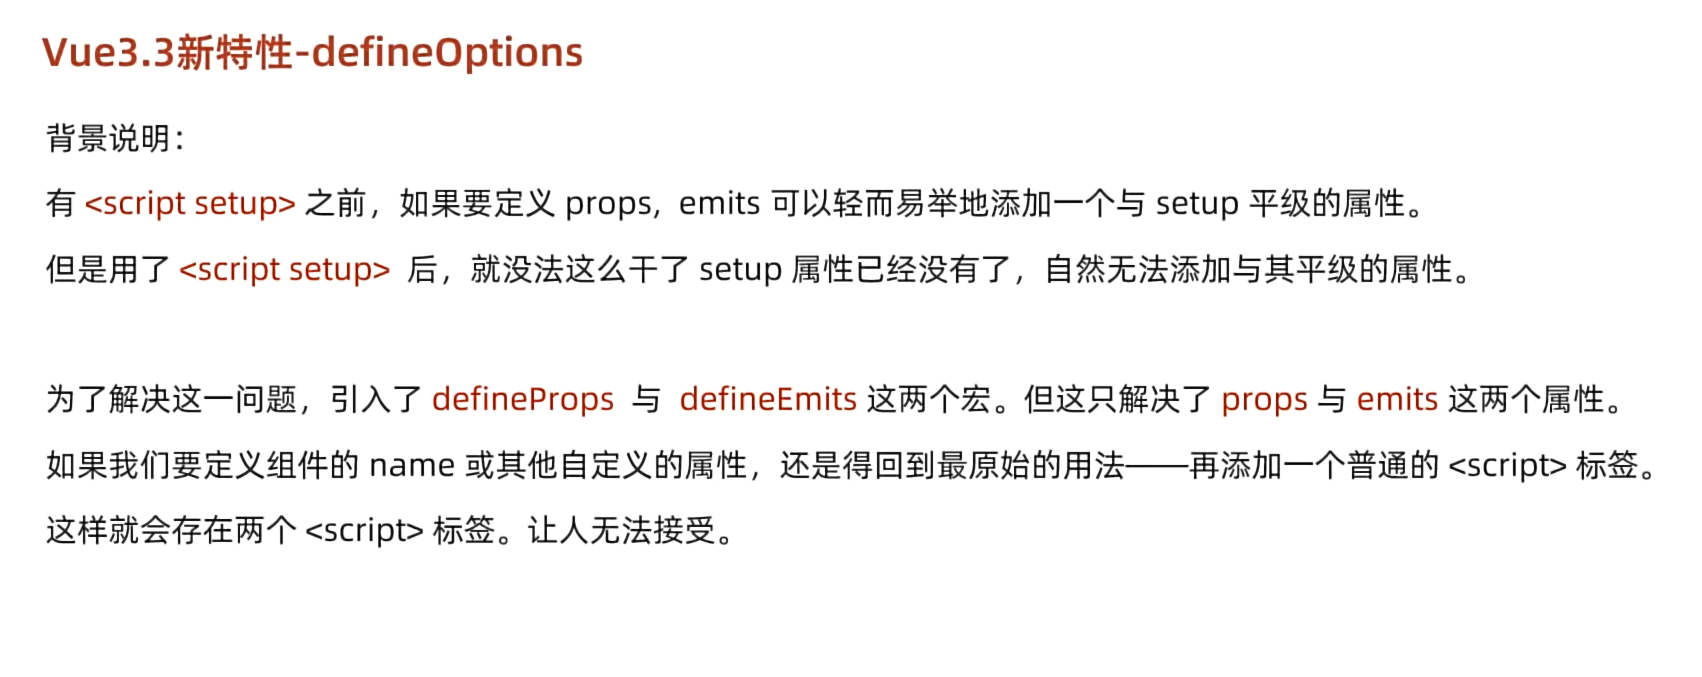 Vue3.3新特性-defineOptions
背景说明：
有 <script setup> 之前，如果要定义 props, emits 可以轻而易举地添加一个与 setup 平级的属性。
但是用了 <script setup> 后，就没法这么干了 setup 属性已经没有了，自然无法添加与其平级的属性。
为了解决这一问题，引入了 defineProps 与 defineEmits 这两个宏。但这只解决了 props 与 emits 这两个属性。
如果我们要定义组件的 name 或其他自定义的属性，还是得回到最原始的用法——再添加一个普通的 <script> 标签。
这样就会存在两个 <script> 标签。让人无法接受。